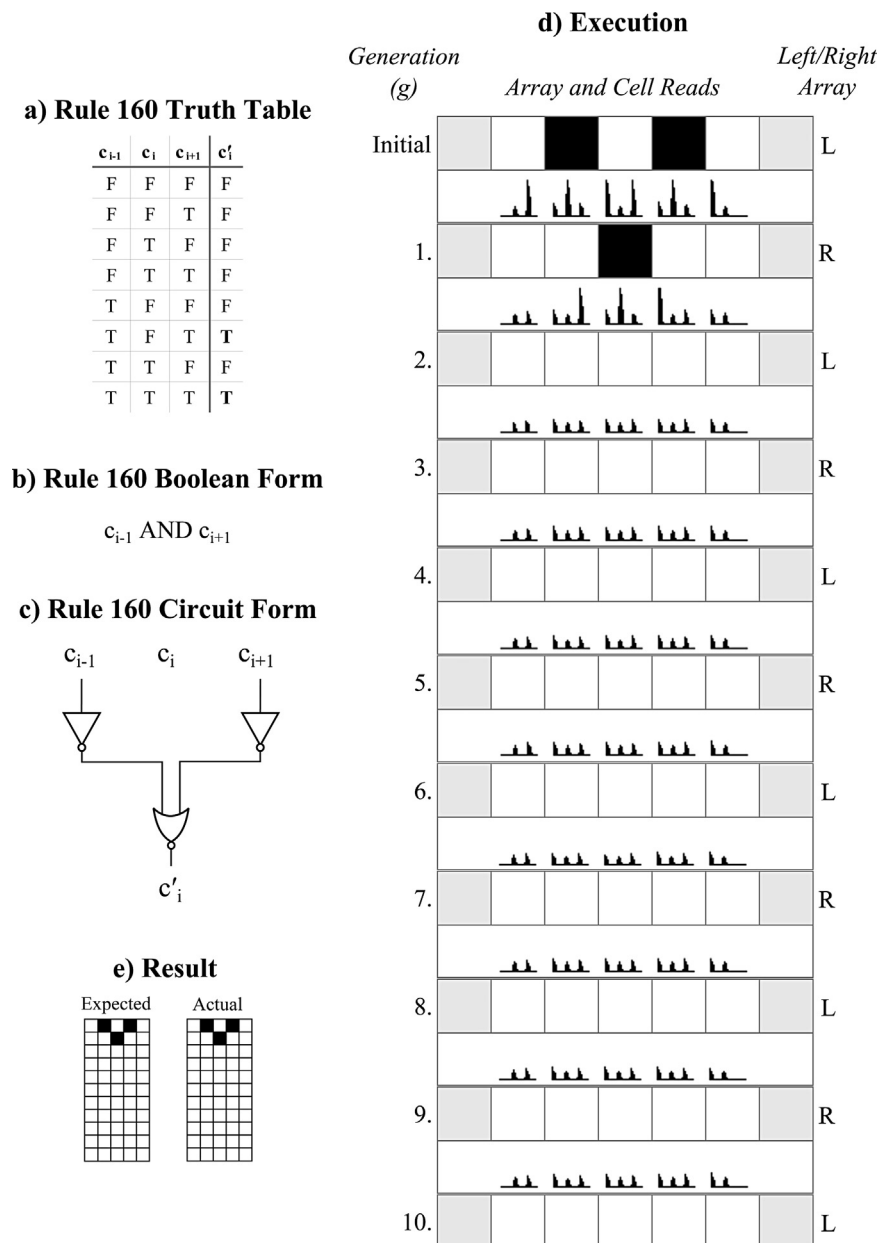 d) Execution
Generation (g)
Array and Cell Reads
Left/Right Array
a) Rule 160 Truth Table
c_{i-1} c_i c_{i+1} c'_i
F F F F
F F T F
F T F F
F T T F
T F F F
T F T T
T T F F
T T T T
b) Rule 160 Boolean Form
c_{i-1} AND c_{i+1}
c) Rule 160 Circuit Form
c_{i-1} c_i c_{i+1}
c'_i
e) Result
Expected Actual
Initial L
1. R
2. L
3. R
4. L
5. R
6. L
7. R
8. L
9. R
10. L